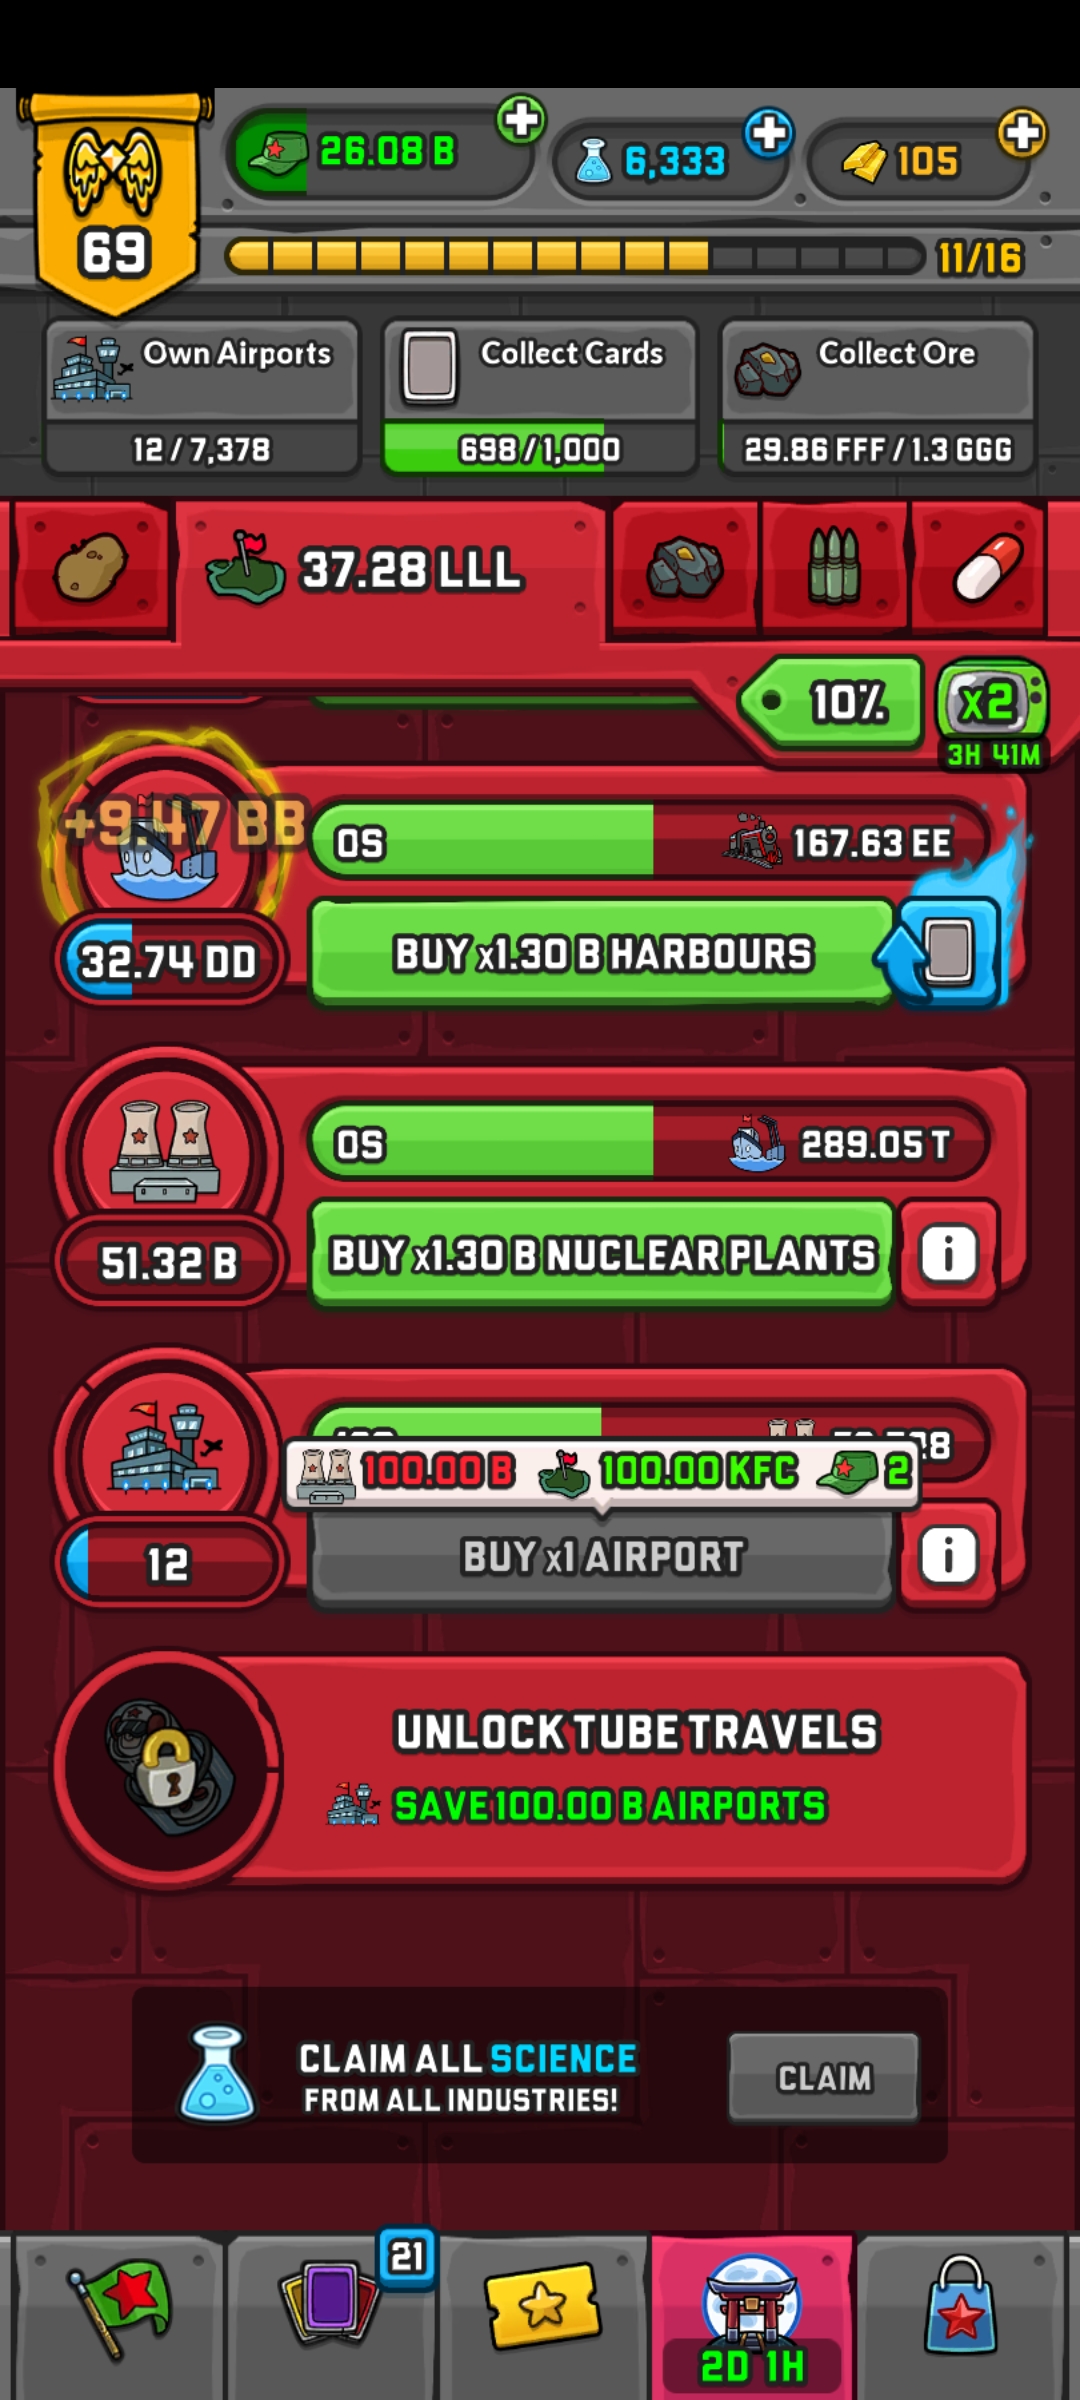 69
26.08 B
6,333
105
11/16
Own Airports
12 / 7,378
Collect Cards
698 / 1,000
Collect Ore
29.86 FFF / 1.3 GGG
37.28 LLL
10%
x2
3H 41M
+9.47 BB
32.74 DD
0S
167.63 EE
BUY x1.30 B HARBOURS
51.32 B
0S
289.05 T
BUY x1.30 B NUCLEAR PLANTS
100.00 B
100.00 KFC
2
12
BUY x1 AIRPORT
UNLOCK TUBE TRAVELS
SAVE 100.00 B AIRPORTS
CLAIM ALL SCIENCE
FROM ALL INDUSTRIES!
CLAIM
21
2D 1H